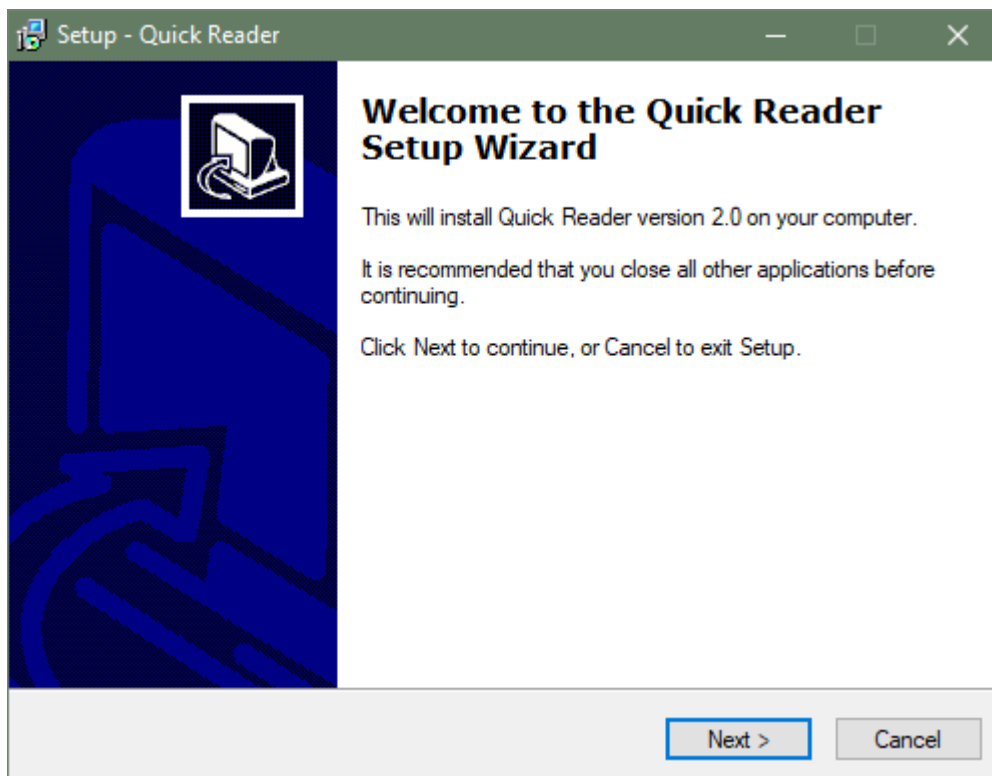 Setup - Quick Reader
Welcome to the Quick Reader
Setup Wizard
This will install Quick Reader version 2.0 on your computer.
It is recommended that you close all other applications before
continuing.
Click Next to continue, or Cancel to exit Setup.
Next >
Cancel